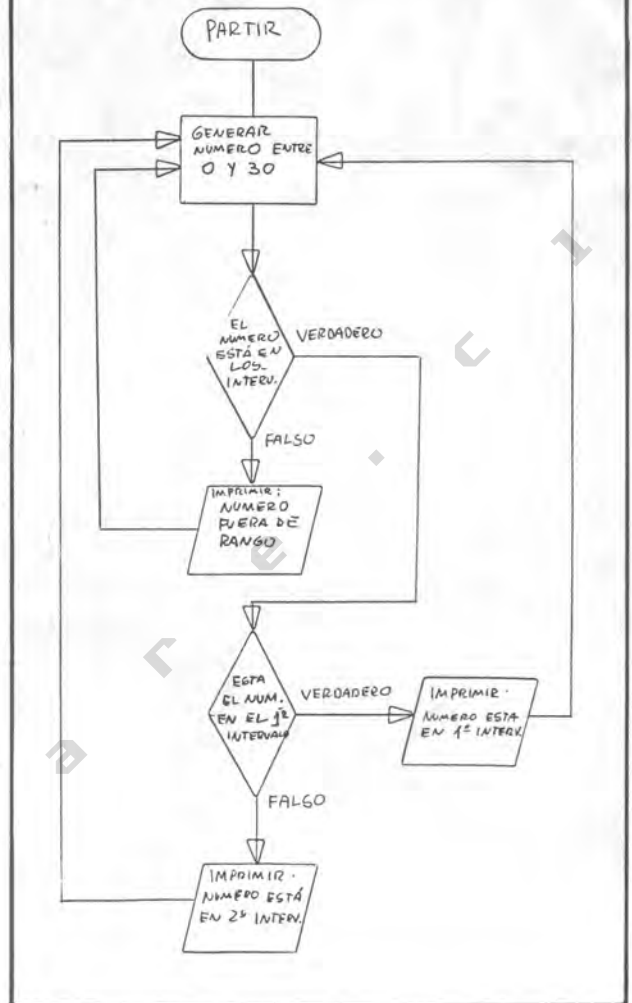 PARTIR
GENERAR
NUMERO ENTRE
0 Y 30
EL
NUMERO
ESTÁ EN
LOS
INTERV.
VERDADERO
FALSO
IMPRIMIR:
NUMERO
FUERA DE
RANGO
ESTA
EL NUM.
EN EL 1º
INTERVALO
VERDADERO
IMPRIMIR.
NUMERO ESTA
EN 1º INTERV.
FALSO
IMPRIMIR.
NUMERO ESTÁ
EN 2º INTERV.
a r e . c l